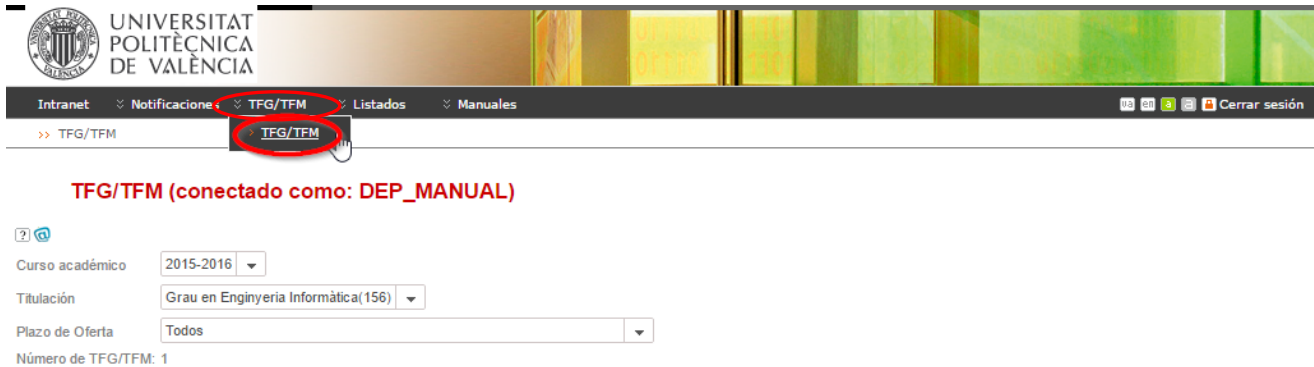 UNIVERSITAT
POLITÈCNICA
DE VALÈNCIA
Intranet Notificaciones TFG/TFM Listados Manuales va en a a Cerrar sesión
>> TFG/TFM > TFG/TFM
TFG/TFM (conectado como: DEP_MANUAL)
? @
Curso académico 2015-2016
Titulación Grau en Enginyeria Informàtica(156)
Plazo de Oferta Todos
Número de TFG/TFM: 1